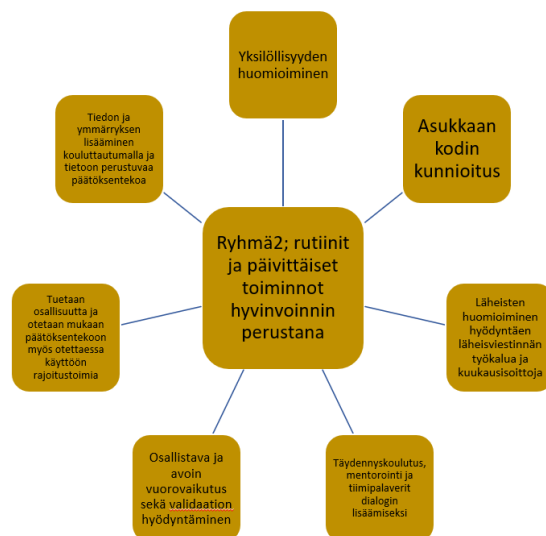 Yksilöllisyyden
huomioiminen
Asukkaan
kodin
kunnioitus
Läheisten
huomioiminen
hyödyntäen
läheisviestinnän
työkalua ja
kuukausisoittoja
Täydennyskoulutus,
mentorointi ja
tiimipalaverit
dialogin
lisäämiseksi
Osallistava ja
avoin
vuorovaikutus
sekä validaation
hyödyntäminen
Tuetaan
osallisuutta ja
otetaan mukaan
päätöksentekoon
myös otettaessa
käyttöön
rajoitustoimia
Tiedon ja
ymmärryksen
lisääminen
kouluttautumalla ja
tietoon perustuvaa
päätöksentekoa
Ryhmä2; rutiinit
ja päivittäiset
toiminnot
hyvinvoinnin
perustana